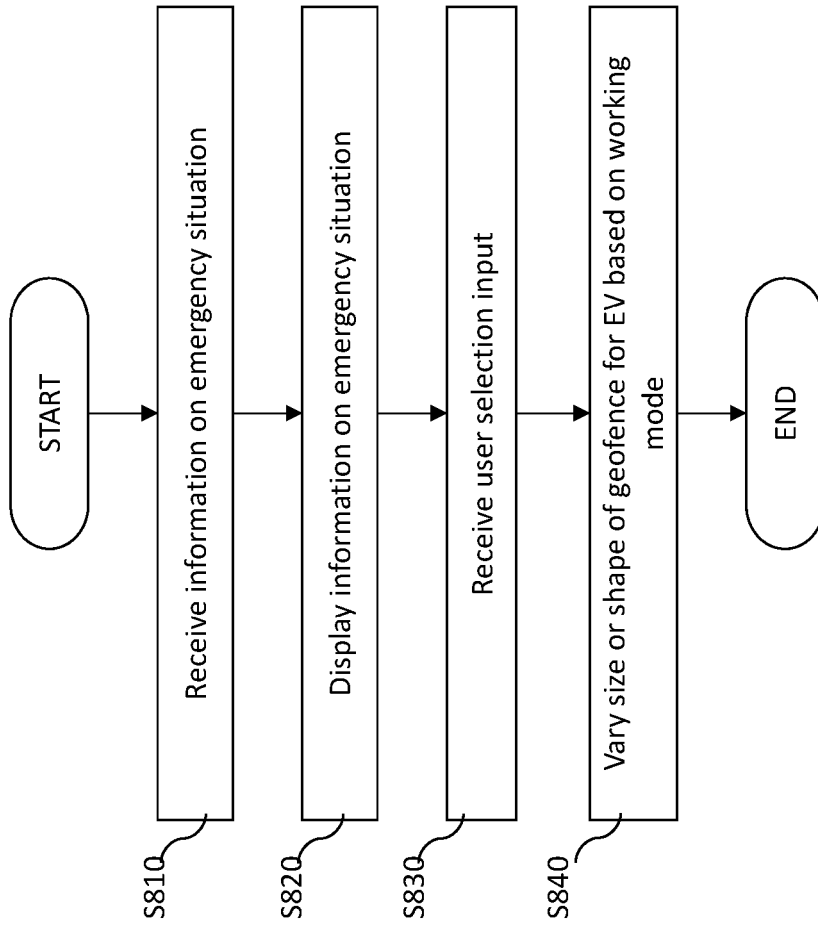 START
S810
Receive information on emergency situation
S820
Display information on emergency situation
S830
Receive user selection input
S840
Vary size or shape of geofence for EV based on working
mode
END